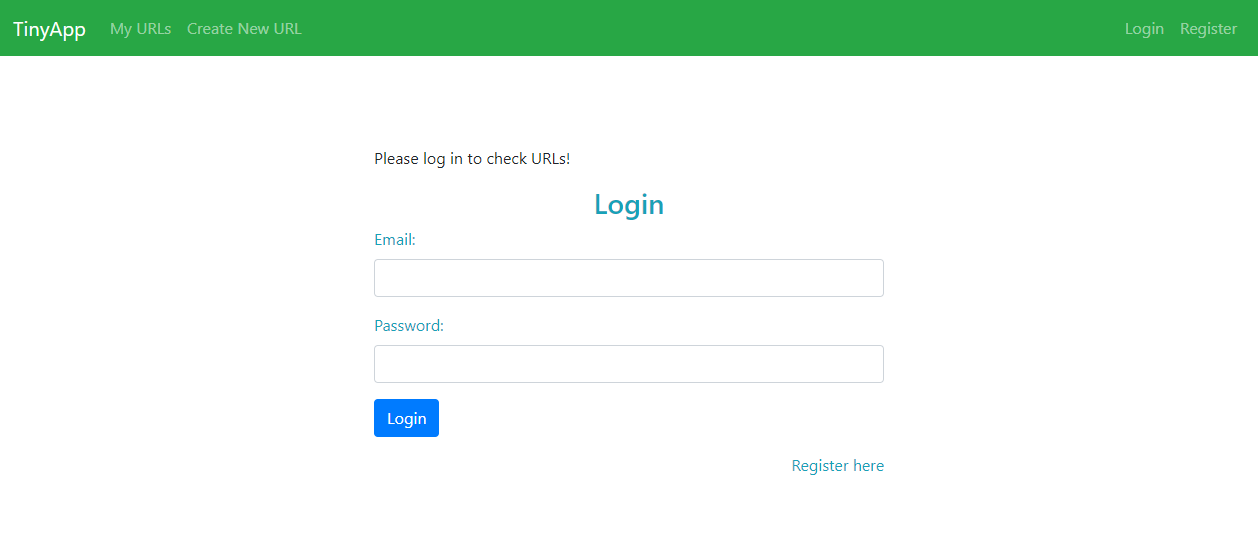 TinyApp My URLs Create New URL Login Register
Please log in to check URLs!
Login
Email:
Password:
Login
Register here